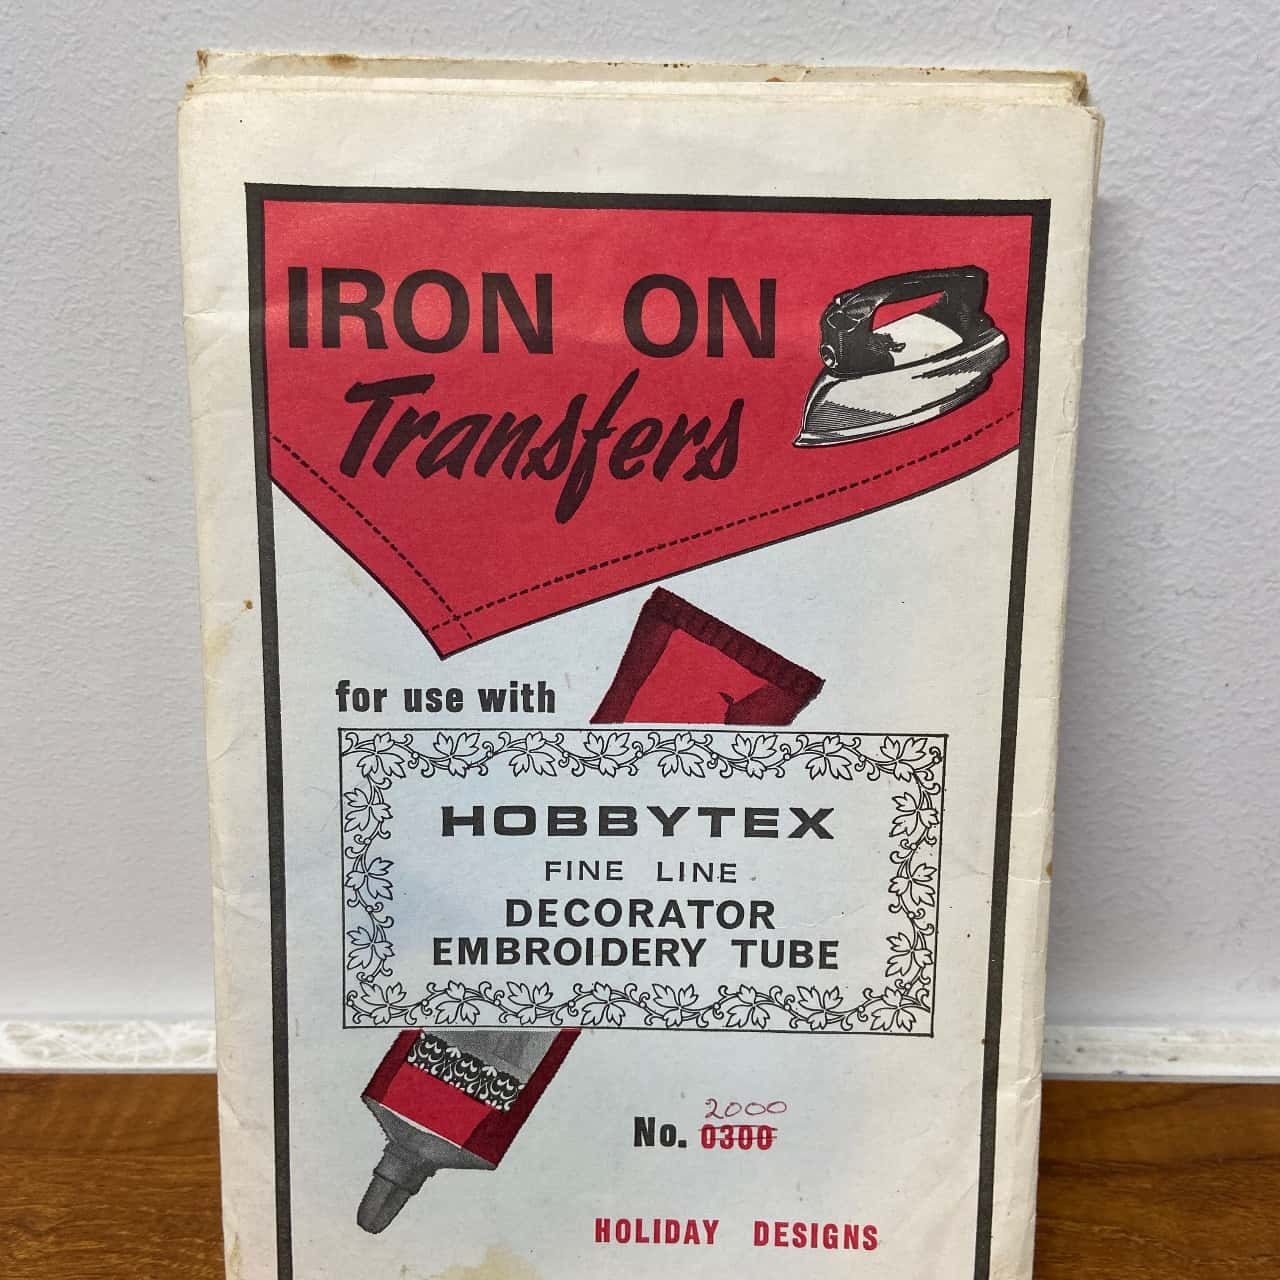 IRON ON
Transfers
for use with
HOBBYTEX
FINE LINE
DECORATOR
EMBROIDERY TUBE
2000
No. 0300
HOLIDAY DESIGNS